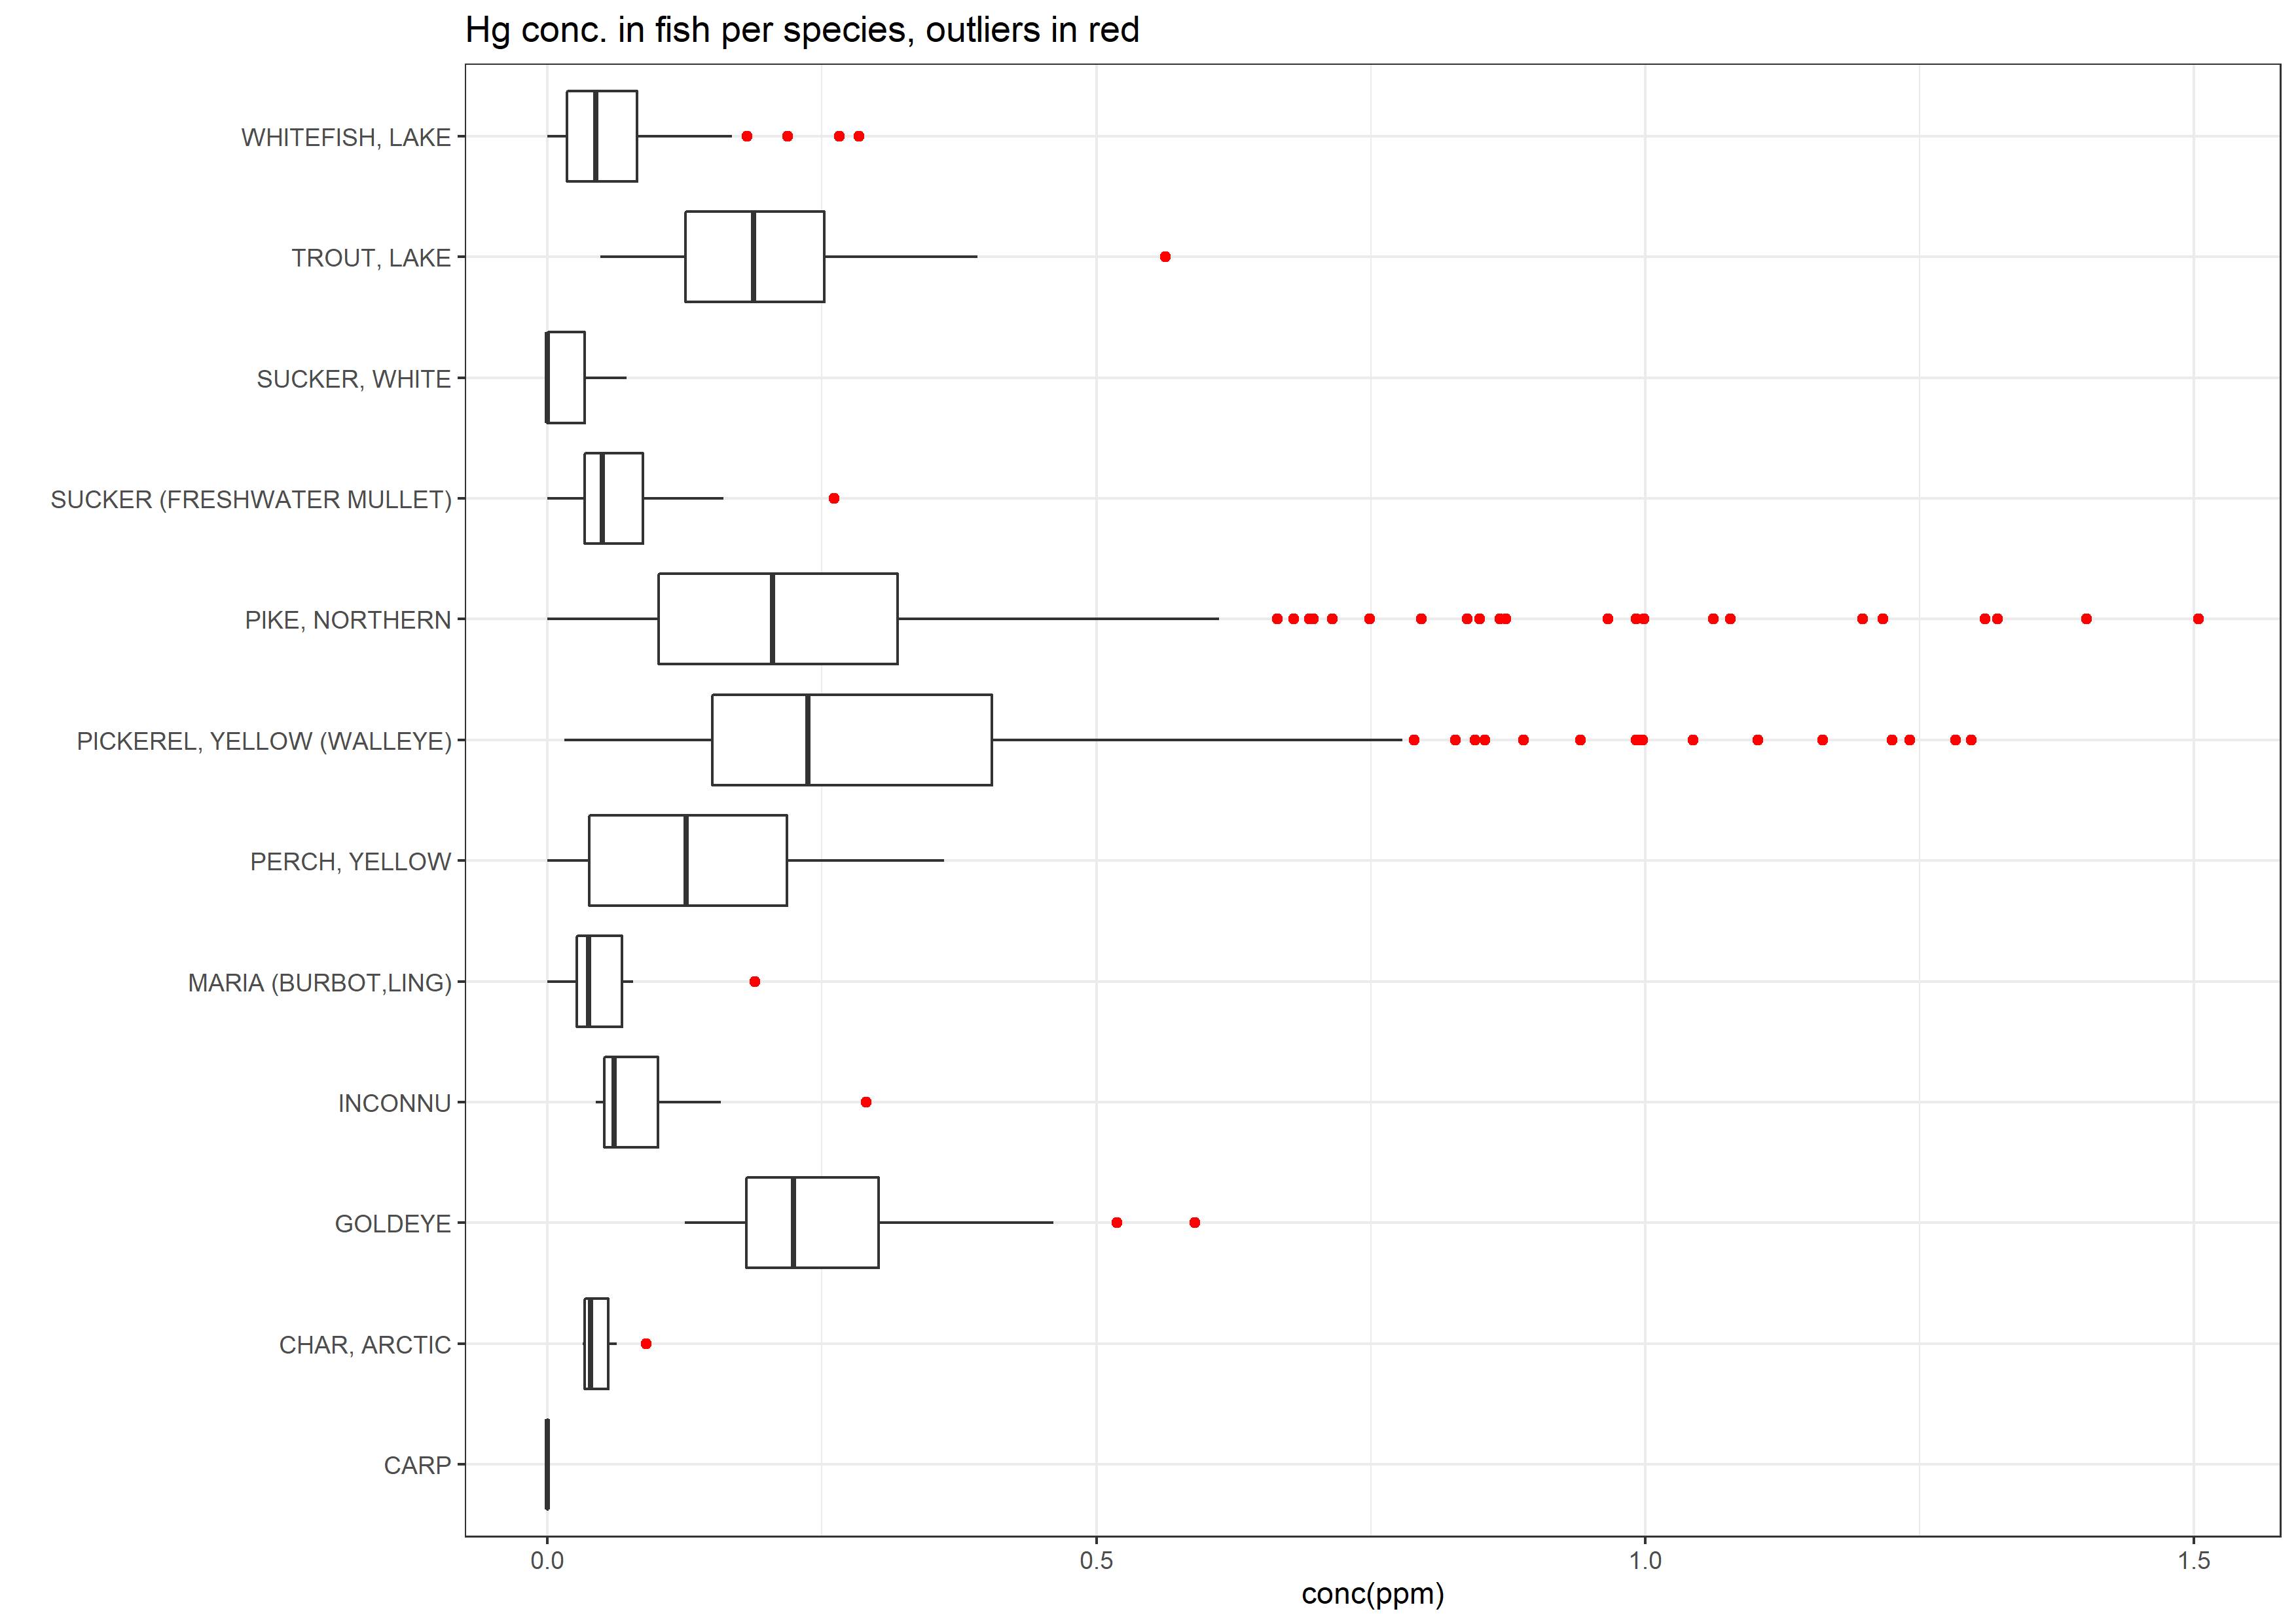 Hg conc. in fish per species, outliers in red
WHITEFISH, LAKE
TROUT, LAKE
SUCKER, WHITE
SUCKER (FRESHWATER MULLET)
PIKE, NORTHERN
PICKEREL, YELLOW (WALLEYE)
PERCH, YELLOW
MARIA (BURBOT,LING)
INCONNU
GOLDEYE
CHAR, ARCTIC
CARP
0.0 0.5 1.0 1.5
conc(ppm)